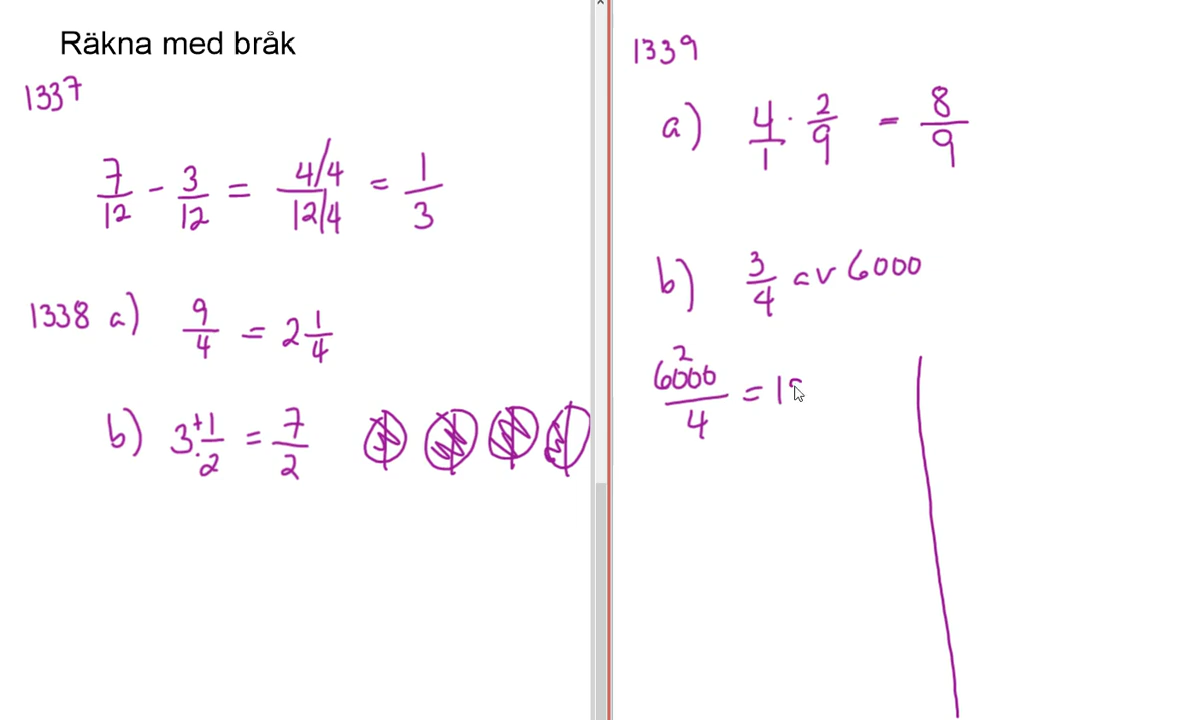 Räkna med bråk
1337
7/12 - 3/12 = 4/4 / 12/4 = 1/3
1338 a) 9/4 = 2 1/4
b) 3 + 1/2 = 7/2
1339
a) 4/1 · 2/9 = 8/9
b) 3/4 av 6000
2
6000/4 = 1